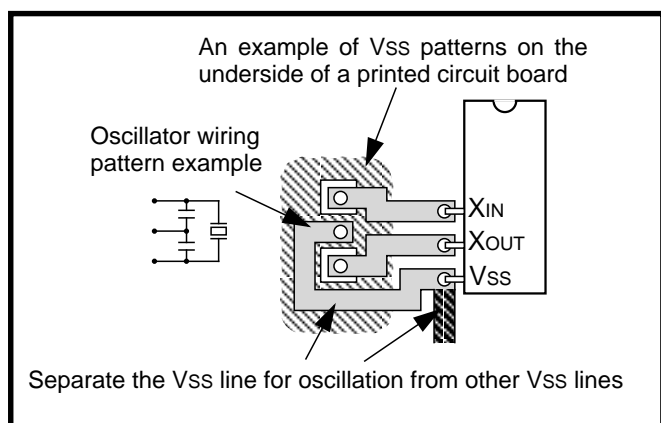 An example of VSS patterns on the
underside of a printed circuit board
Oscillator wiring
pattern example
XIN
XOUT
VSS
Separate the VSS line for oscillation from other VSS lines